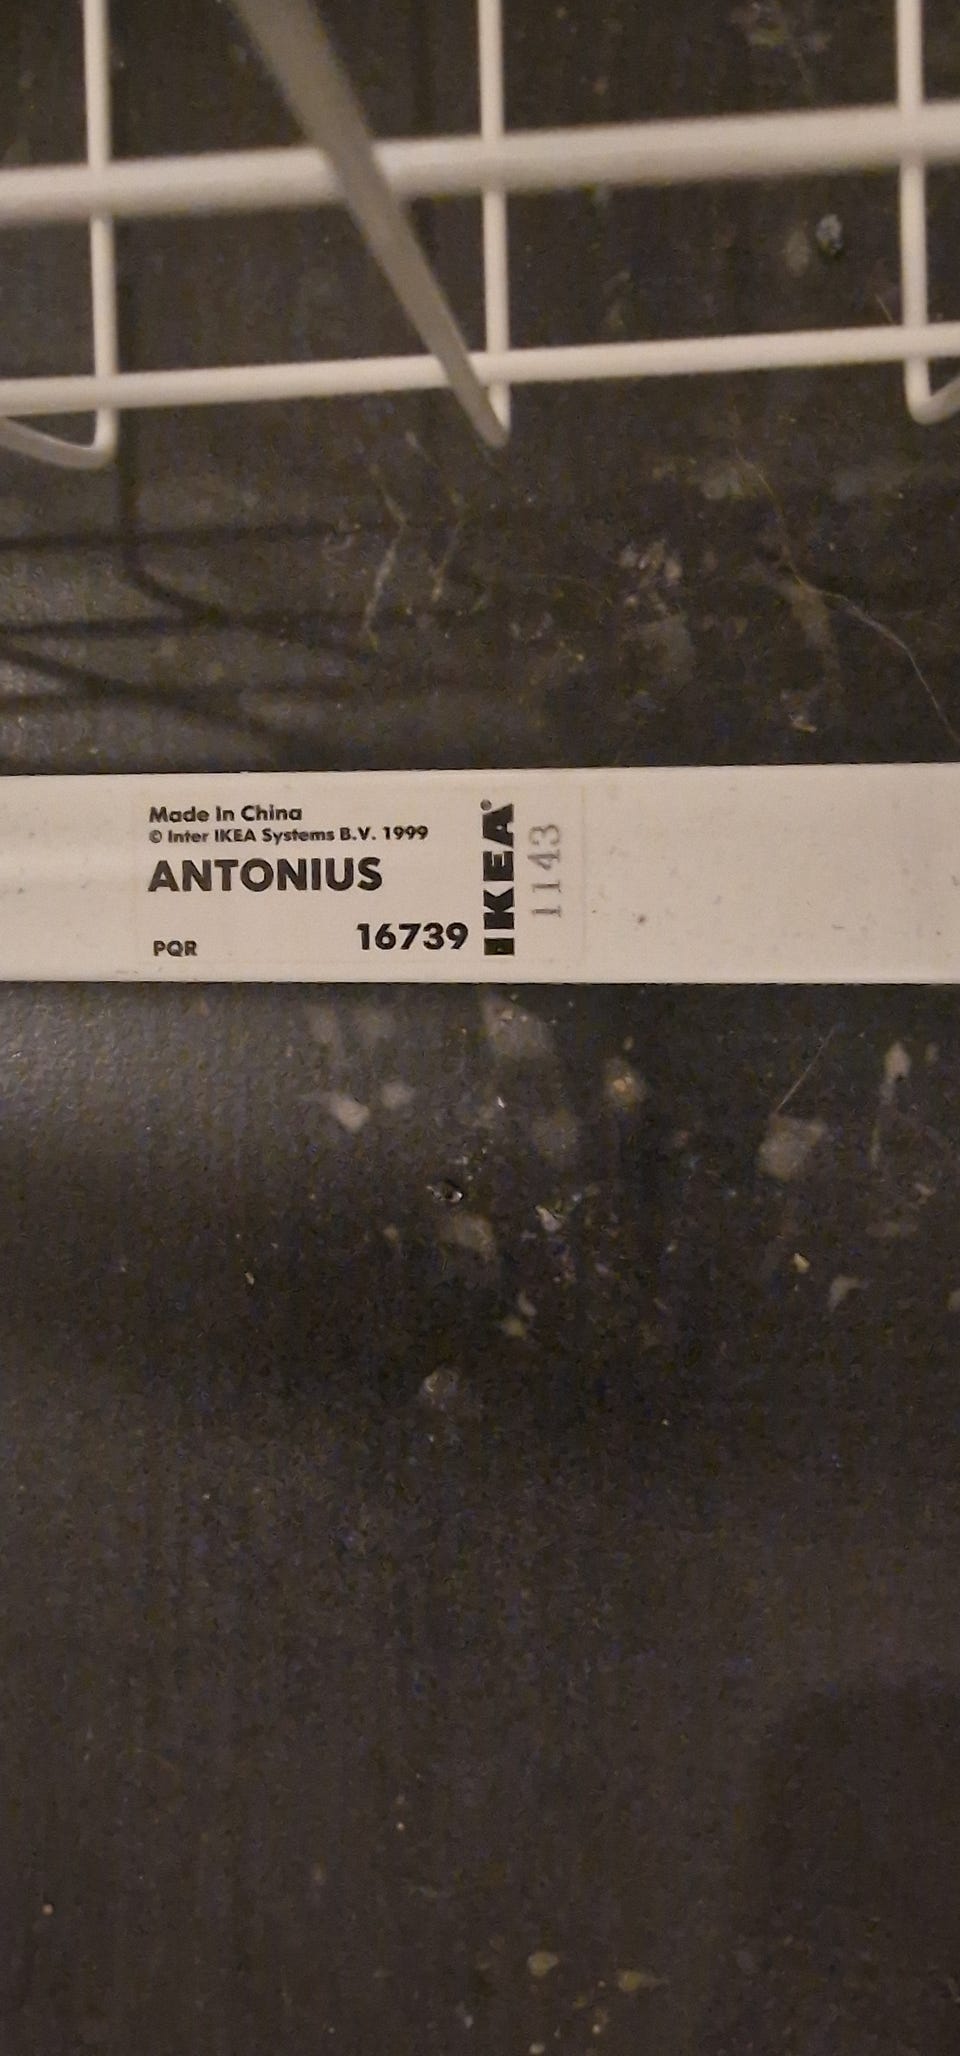 Made in China
© Inter IKEA Systems B.V. 1999
ANTONIUS
PQR 16739
IKEA®
1143